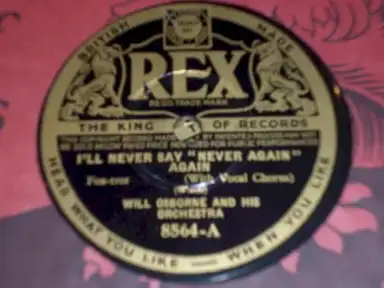 BRITISH MADE
REX
REGD TRADE MARK
THE KING OF RECORDS
I'LL NEVER SAY "NEVER AGAIN"
AGAIN
Fox-trot (With Vocal Chorus)
WILL OSBORNE AND HIS
ORCHESTRA
8564-A
HEAR WHAT YOU LIKE — WHEN YOU LIKE